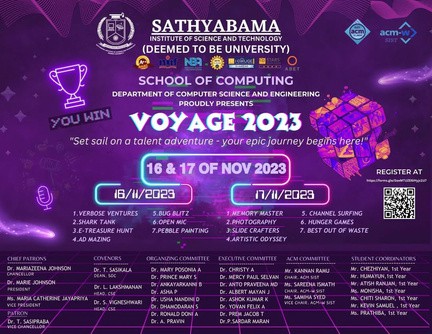 SATHYABAMA
INSTITUTE OF SCIENCE AND TECHNOLOGY
(DEEMED TO BE UNIVERSITY)
acm
acm-w
SIST
SCHOOL OF COMPUTING
DEPARTMENT OF COMPUTER SCIENCE AND ENGINEERING
PROUDLY PRESENTS
YOU WIN
VOYAGE 2023
"Set sail on a talent adventure - your epic journey begins here!"
16 & 17 OF NOV 2023
REGISTER AT
16/11/2023
17/11/2023
1.VERBOSE VENTURES
2.SHARK TANK
3.E-TREASURE HUNT
4.AD MAZING
5.BUG BLITZ
6.OPEN MIC
7.PEBBLE PAINTING
1.MEMORY MASTER
2.PHOTOGRAPHY
3.SLIDE CRAFTERS
4.ARTISTIC ODYSSEY
5. CHANNEL SURFING
6. HUNGER GAMES
7. BEST OUT OF WASTE
CHIEF PATRONS
Dr. MARIAZEENA JOHNSON
CHANCELLOR
Dr. MARIE JOHNSON
PRESIDENT
Ms. MARIA CATHERINE JAYAPRIYA
VICE PRESIDENT
PATRON
Dr. T. SASIPRABA
VICE CHANCELLOR
CONVENORS
Dr. T. SASIKALA
DEAN, SOC
Dr. L. LAKSHMANAN
HEAD, CSE
Dr. S. VIGNESHWARI
HEAD, CSE
ORGANIZING COMMITTEE
Dr. MARY POSONIA A
Dr. PRINCE MARY S
Dr. ANKAYARKANNI B
Dr. ASHA P
Dr. USHA NANDINI D
Dr. DHAMODARAN S
Dr. RONALD DONI A
Dr. A. PRAVIN
EXECUTIVE COMMITTEE
Dr. CHRISTY A
Dr. MERCY PAUL SELVAN
Dr. AJITO PRAVEENA MD
Dr. ALBERT MAYAN J
Dr. ASHOK KUMAR K
Dr. YOVAN FELIX A
Dr. PREM JACOB T
Dr.P.SARDAR MARAN
ACM COMMITTEE
Mr. KANNAN RAMU
Ms. SAREENA ISMATH
Ms. SAMIHA SYED
STUDENT COORDINATORS
Mr. CHEZHIYAN, 1st Year
Mr. HUMAYUN, 1st Year
Mr. ATISH RANJAN, 1st Year
Ms. MONISHA, 1st Year
Mr. CHITI SHARON, 1st Year
Mr. KEVIN SAMUEL, 1st Year
Ms. PRATHIBA, 1st Year